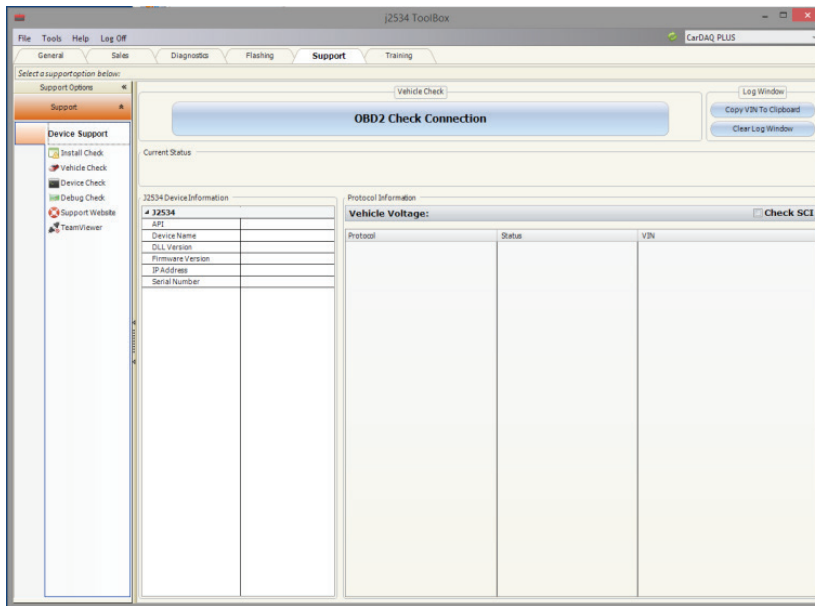 j2534 ToolBox
File Tools Help Log Off
CarDAQ PLUS
General Sales Diagnostics Flashing Support Training
Select a support option below:
Support Options «
Support
Device Support
Install Check
Vehicle Check
Device Check
Debug Check
Support Website
TeamViewer
Vehicle Check
OBD2 Check Connection
Log Window
Copy VIN To Clipboard
Clear Log Window
Current Status
J2534 Device Information
J2534
API
Device Name
DLL Version
Firmware Version
IP Address
Serial Number
Protocol Information
Vehicle Voltage:
Check SCI
Protocol Status VIN